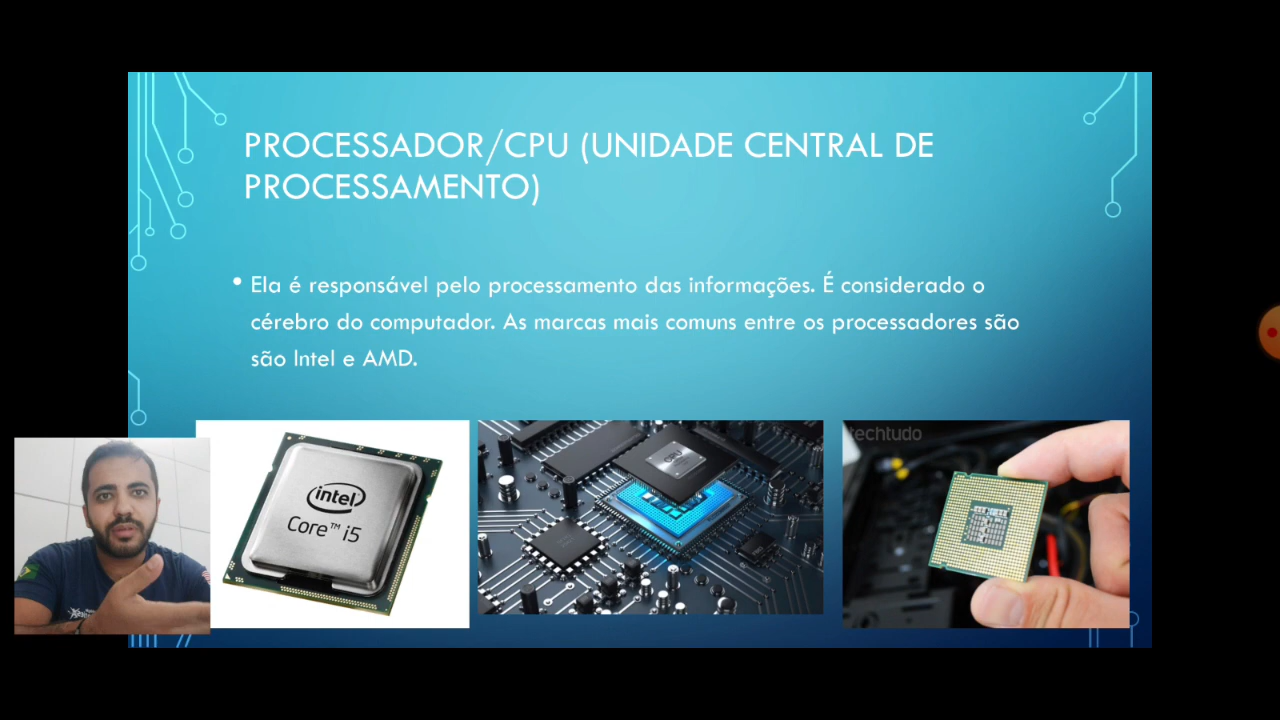 PROCESSADOR/CPU (UNIDADE CENTRAL DE
PROCESSAMENTO)
• Ela é responsável pelo processamento das informações. É considerado o
cérebro do computador. As marcas mais comuns entre os processadores são
são Intel e AMD.
intel
Core™ i5
CPU
techtudo